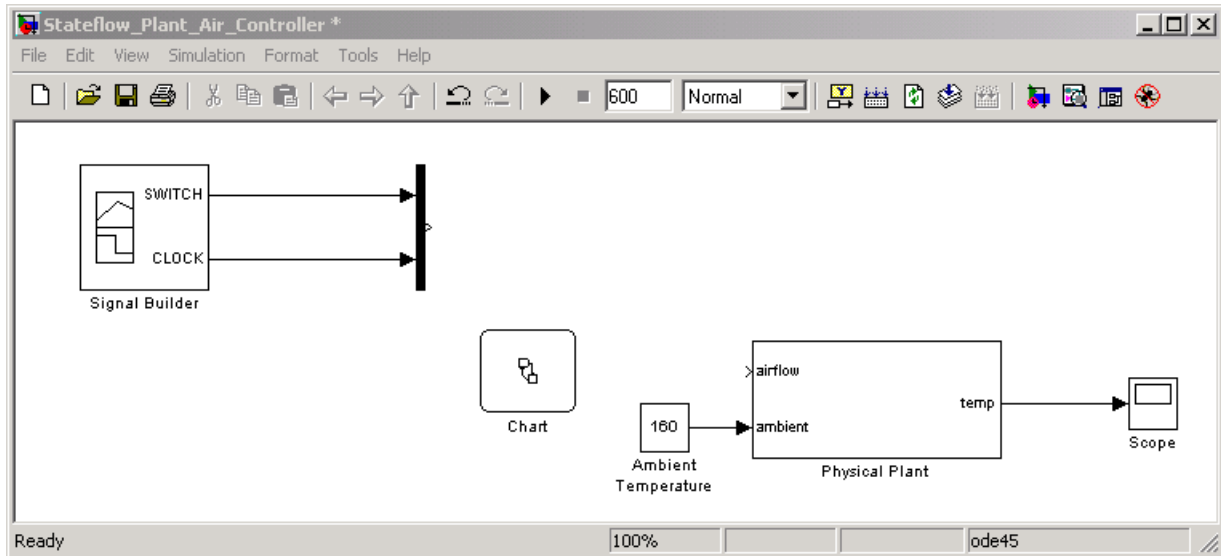 Stateflow_Plant_Air_Controller *
File Edit View Simulation Format Tools Help
600 Normal
SWITCH
CLOCK
Signal Builder
Chart
airflow
temp
160
ambient
Scope
Ambient
Temperature
Physical Plant
Ready 100% ode45